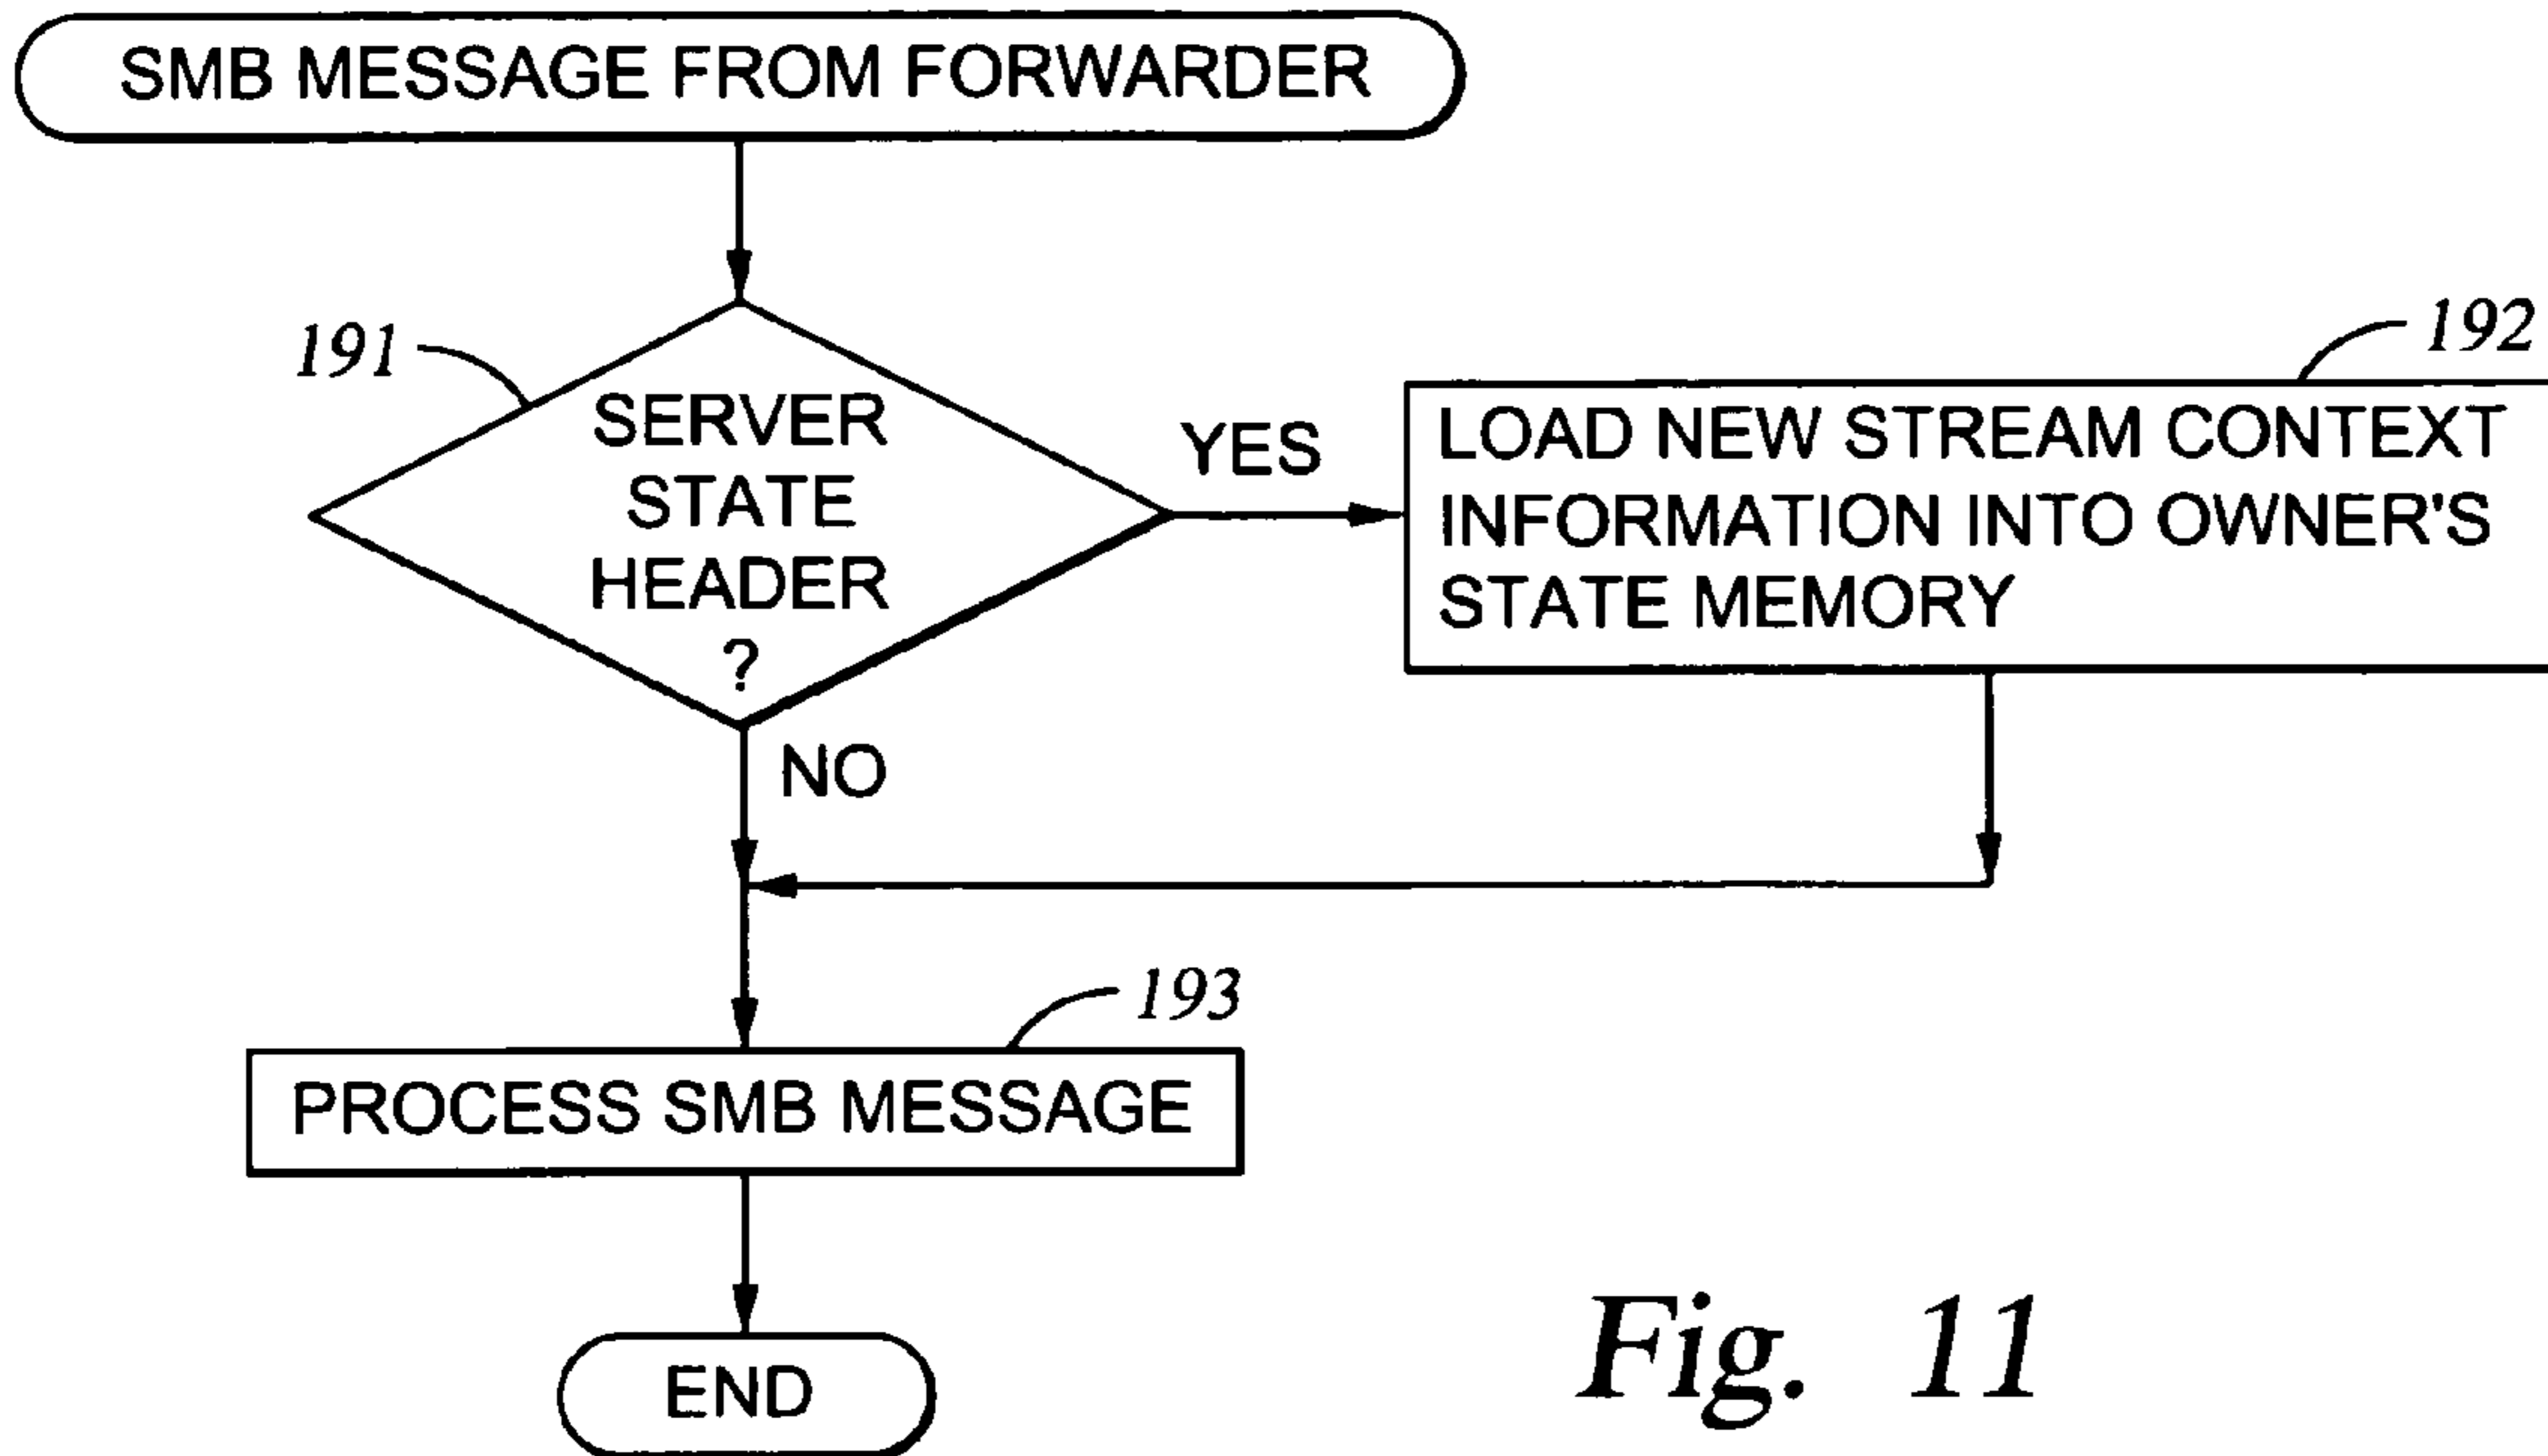 SMB MESSAGE FROM FORWARDER
191
SERVER
STATE
HEADER
?
YES
192
LOAD NEW STREAM CONTEXT
INFORMATION INTO OWNER'S
STATE MEMORY
NO
193
PROCESS SMB MESSAGE
END
Fig. 11